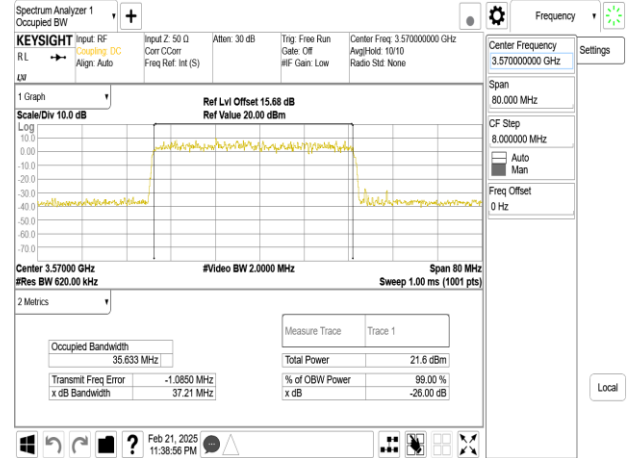 Spectrum Analyzer 1
Occupied BW
Frequency
KEYSIGHT
RL
LXI
Input: RF
Coupling: DC
Align: Auto
Input Z: 50 Ω
Corr CCorr
Freq Ref: Int (S)
Atten: 30 dB
Trig: Free Run
Gate: Off
#IF Gain: Low
Center Freq: 3.570000000 GHz
Avg|Hold: 10/10
Radio Std: None
Center Frequency
3.570000000 GHz
Settings
Span
80.000 MHz
CF Step
8.000000 MHz
Auto
Man
Freq Offset
0 Hz
Local
1 Graph
Scale/Div 10.0 dB
Ref Lvl Offset 15.68 dB
Ref Value 20.00 dBm
Log
10.0
0.00
-10.0
-20.0
-30.0
-40.0
-50.0
-60.0
-70.0
Center 3.57000 GHz
#Video BW 2.0000 MHz
Span 80 MHz
#Res BW 620.00 kHz
Sweep 1.00 ms (1001 pts)
2 Metrics
Measure Trace
Trace 1
Occupied Bandwidth
35.633 MHz
Total Power
21.6 dBm
Transmit Freq Error
-1.0850 MHz
% of OBW Power
99.00 %
x dB Bandwidth
37.21 MHz
x dB
-26.00 dB
?
Feb 21, 2025
11:38:56 PM